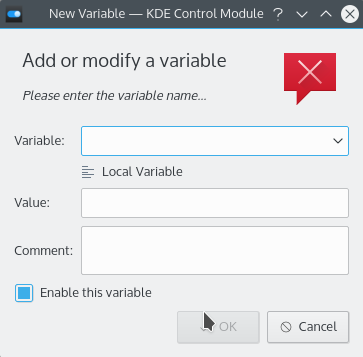 New Variable — KDE Control Module
Add or modify a variable
Please enter the variable name...
Variable:
Local Variable
Value:
Comment:
Enable this variable
OK
Cancel